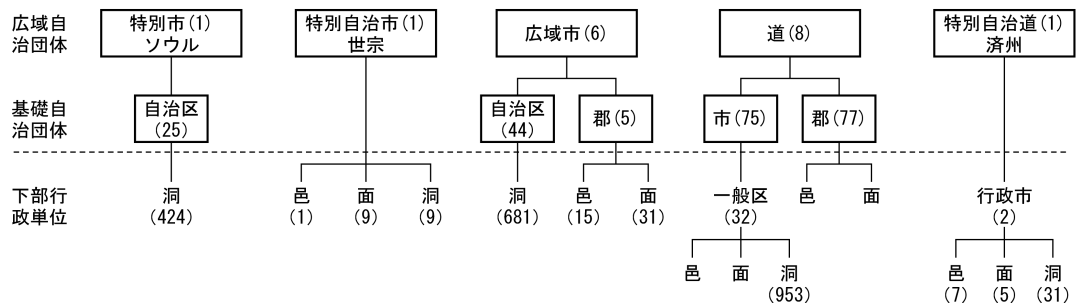 広域自
治団体
特別市(1)
ソウル
特別自治市(1)
世宗
広域市(6)
道(8)
特別自治道(1)
済州
基礎自
治団体
自治区
(25)
自治区
(44)
郡(5)
市(75)
郡(77)
下部行
政単位
洞
(424)
邑
(1)
面
(9)
洞
(9)
洞
(681)
邑
(15)
面
(31)
一般区
(32)
邑
面
行政市
(2)
邑
面
洞
(953)
邑
(7)
面
(5)
洞
(31)